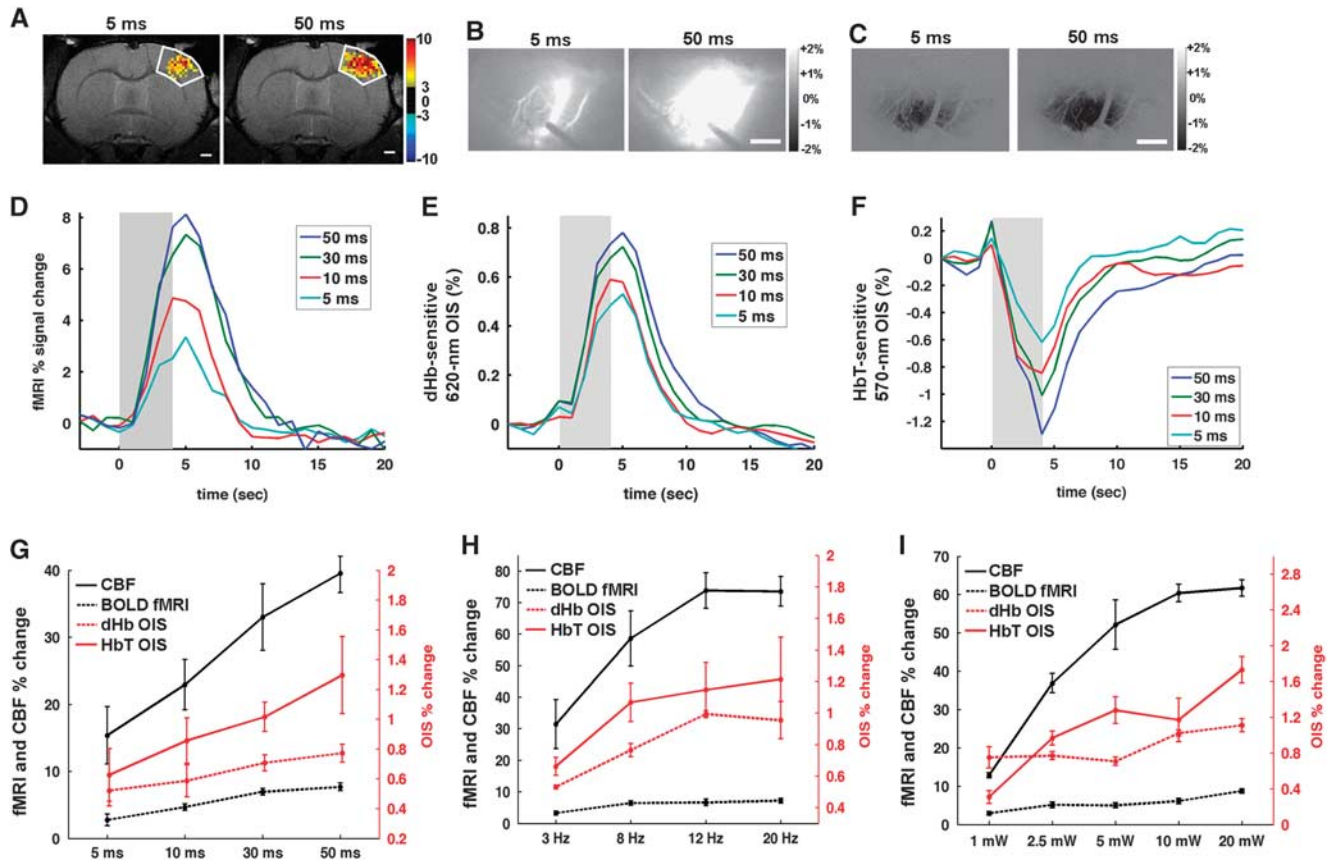 A
5 ms
50 ms
10
3
0
-3
-10
B
5 ms
50 ms
+2%
+1%
0%
-1%
-2%
C
5 ms
50 ms
+2%
+1%
0%
-1%
-2%
D
fMRI % signal change
8
6
4
2
0
50 ms
30 ms
10 ms
5 ms
0
5
10
15
20
time (sec)
E
dHb-sensitive
620-nm OIS (%)
0.8
0.6
0.4
0.2
0
50 ms
30 ms
10 ms
5 ms
0
5
10
15
20
time (sec)
F
HbT-sensitive
570-nm OIS (%)
0.2
0
-0.2
-0.4
-0.6
-0.8
-1
-1.2
50 ms
30 ms
10 ms
5 ms
0
5
10
15
20
time (sec)
G
fMRI and CBF % change
40
30
20
10
0
CBF
BOLD fMRI
dHb OIS
HbT OIS
2
1.8
1.6
1.4
1.2
1
0.8
0.6
0.4
0.2
OIS % change
5 ms
10 ms
30 ms
50 ms
H
fMRI and CBF % change
80
70
60
50
40
30
20
10
0
CBF
BOLD fMRI
dHb OIS
HbT OIS
2
1.8
1.6
1.4
1.2
1
0.8
0.6
0.4
OIS % change
3 Hz
8 Hz
12 Hz
20 Hz
I
fMRI and CBF % change
70
60
50
40
30
20
10
0
CBF
BOLD fMRI
dHb OIS
HbT OIS
2.8
2.4
2
1.6
1.2
0.8
0.4
0
OIS % change
1 mW
2.5 mW
5 mW
10 mW
20 mW